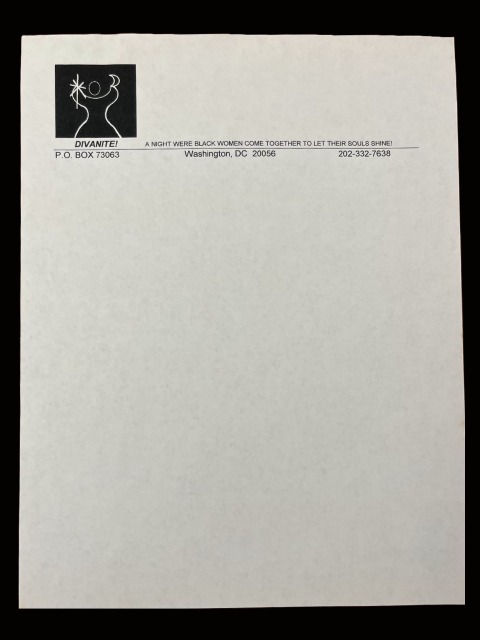 DIVANITE! A NIGHT WERE BLACK WOMEN COME TOGETHER TO LET THEIR SOULS SHINE!
P.O. BOX 73063 Washington, DC 20056 202-332-7638